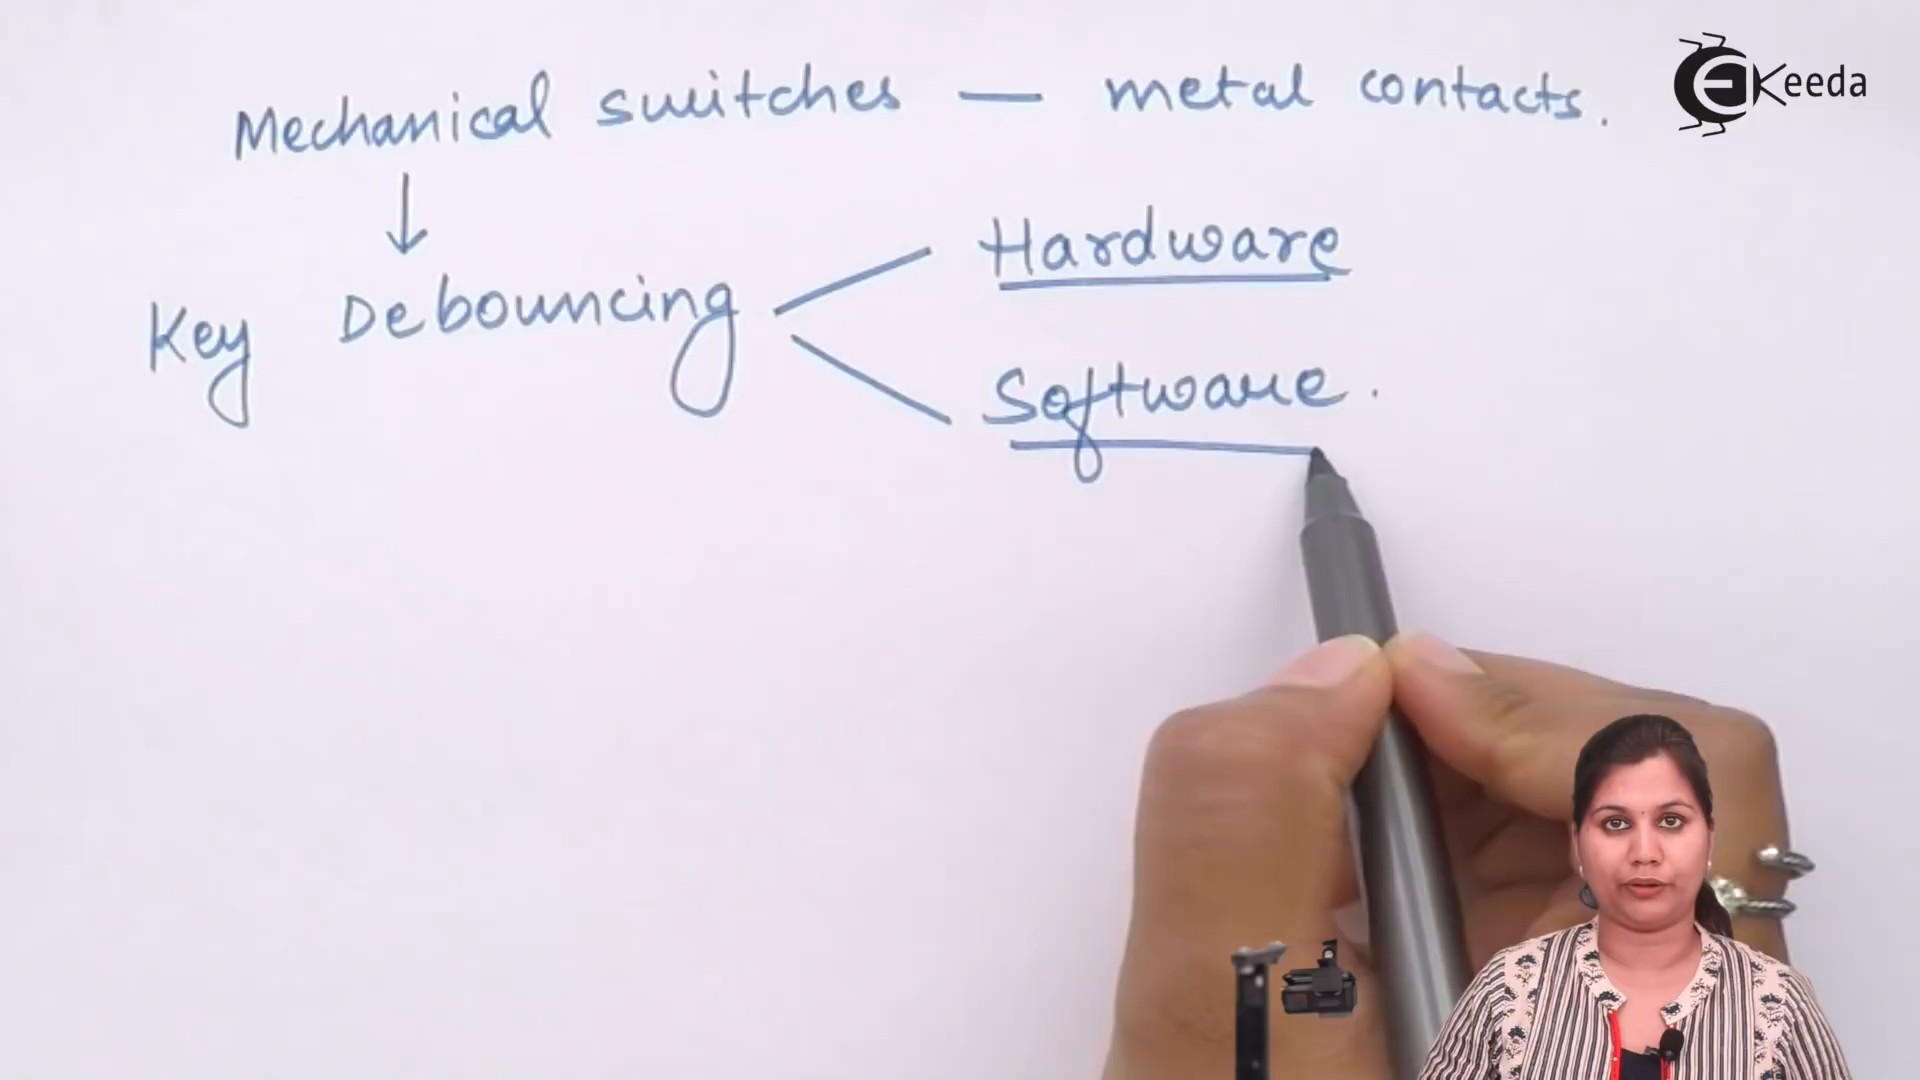 Mechanical switches — metal contacts.
Key Debouncing
Hardware
Software.
EKeeda